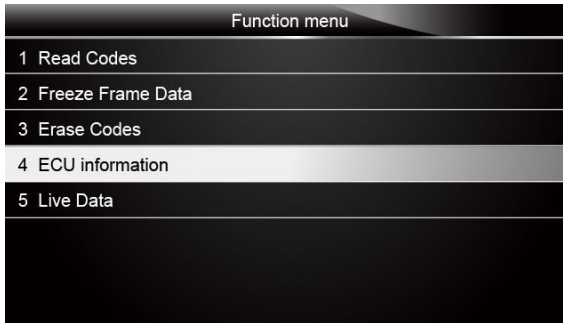 Function menu
1 Read Codes
2 Freeze Frame Data
3 Erase Codes
4 ECU information
5 Live Data